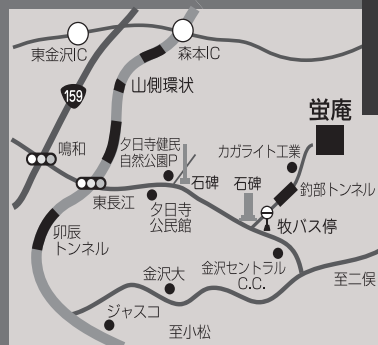 東金沢IC
森本IC
159
山側環状
蛍庵
鳴和
夕日寺健民
自然公園P
カガライト工業
石碑
石碑
釣部トンネル
東長江
夕日寺
公民館
牧バス停
卯辰
トンネル
金沢大
金沢セントラル
C.C.
至二俣
ジャスコ
至小松